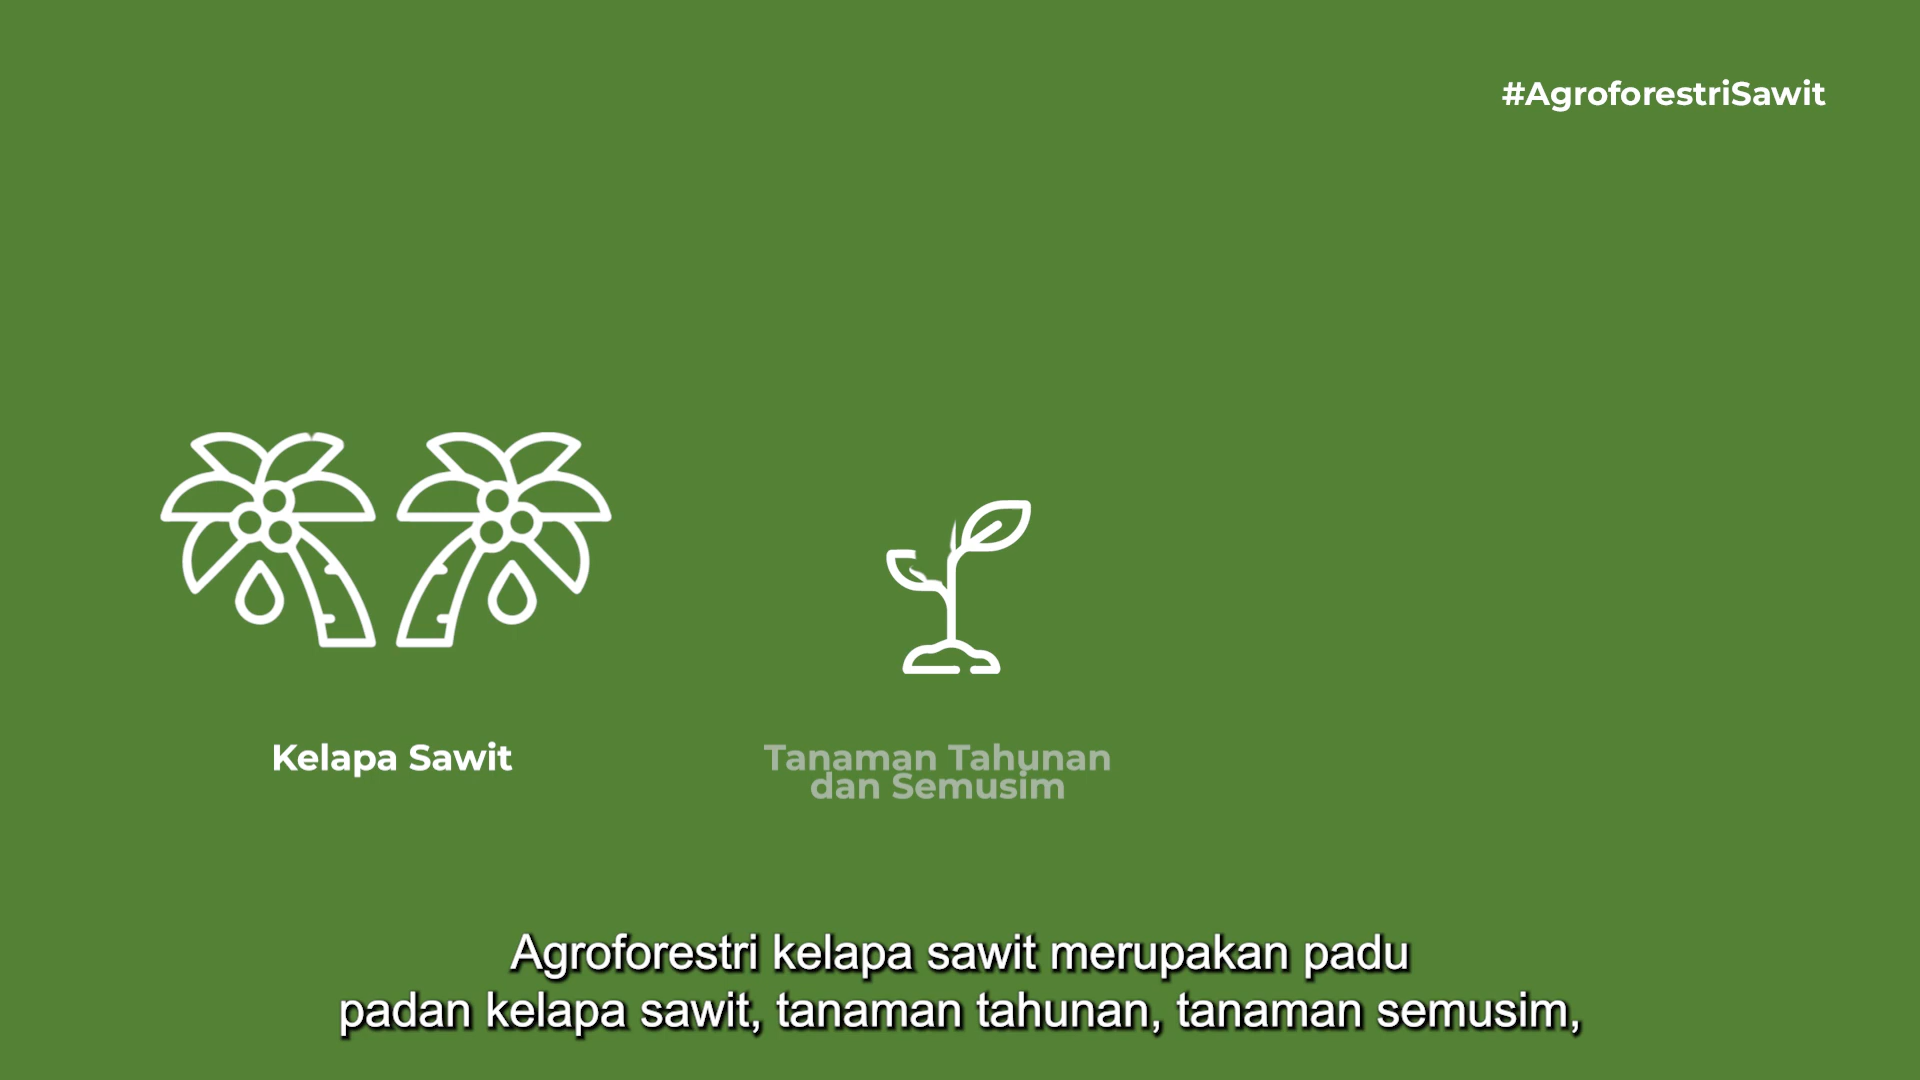 #AgroforestriSawit
Kelapa Sawit
Tanaman Tahunan
dan Semusim
Agroforestri kelapa sawit merupakan padu
padan kelapa sawit, tanaman tahunan, tanaman semusim,